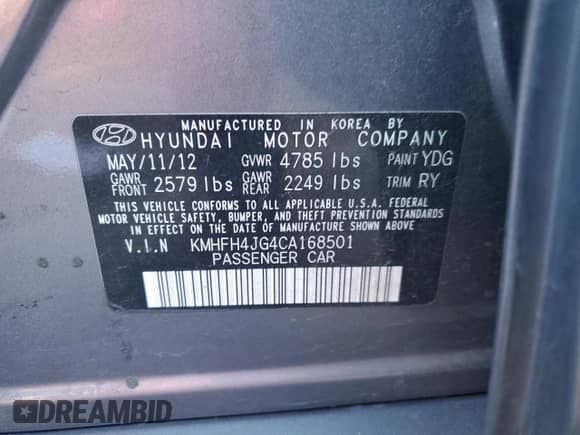 MANUFACTURED IN KOREA BY
HYUNDAI MOTOR COMPANY
MAY/11/12 GVWR 4785 lbs PAINT YDG
GAWR FRONT 2579 lbs GAWR REAR 2249 lbs TRIM RY
THIS VEHICLE CONFORMS TO ALL APPLICABLE U.S.A. FEDERAL
MOTOR VEHICLE SAFETY, BUMPER, AND THEFT PREVENTION STANDARDS
IN EFFECT ON THE DATE OF MANUFACTURE SHOWN ABOVE.
V.I.N KMHFH4JG4CA168501
PASSENGER CAR
DREAMBID